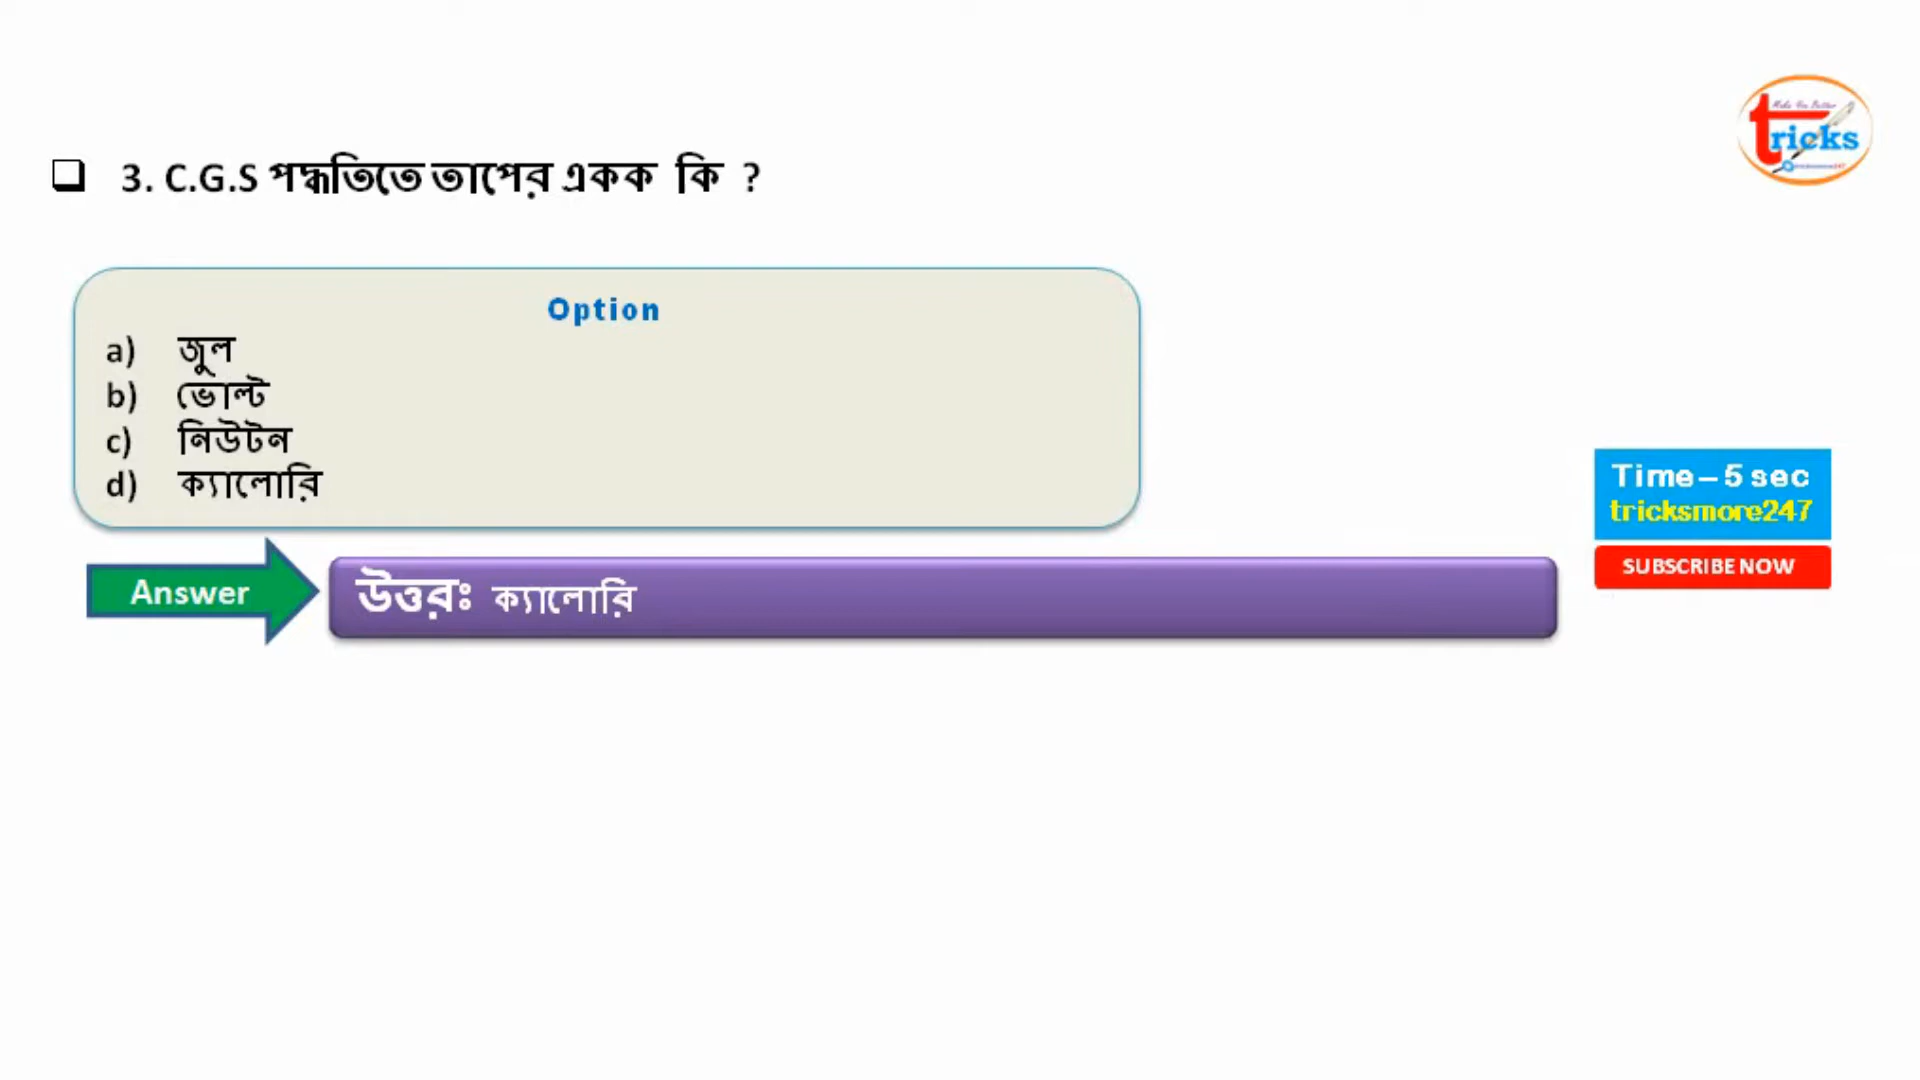 3. C.G.S পদ্ধতিতে তাপের একক কি ?
tricks
Option
a) জুল
b) ভোল্ট
c) নিউটন
d) ক্যালোরি
Time – 5 sec
tricksmore247
SUBSCRIBE NOW
Answer
উত্তরঃ ক্যালোরি